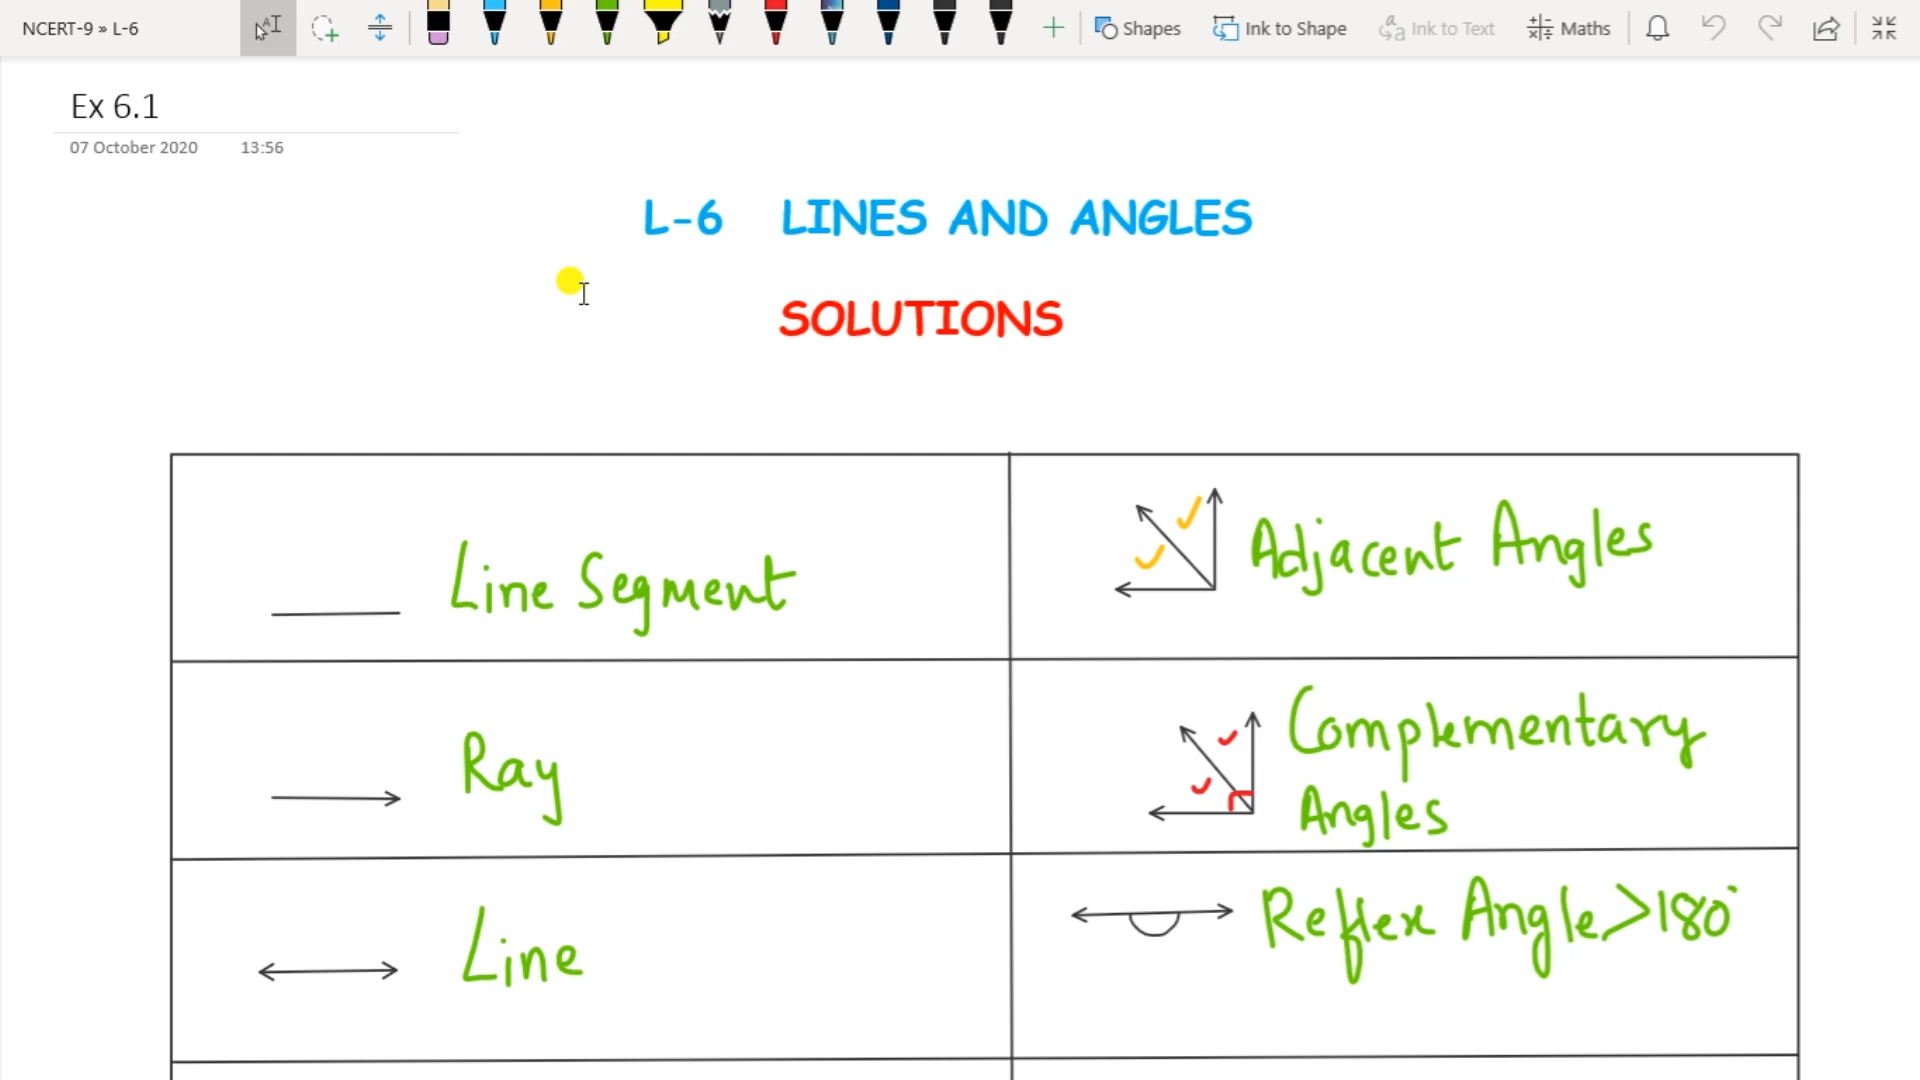 NCERT-9 » L-6
Shapes
Ink to Shape
Ink to Text
Maths
Ex 6.1
07 October 2020 13:56
L-6 LINES AND ANGLES
SOLUTIONS
Line Segment
Adjacent Angles
Ray
Complementary
Angles
Line
Reflex Angle > 180°